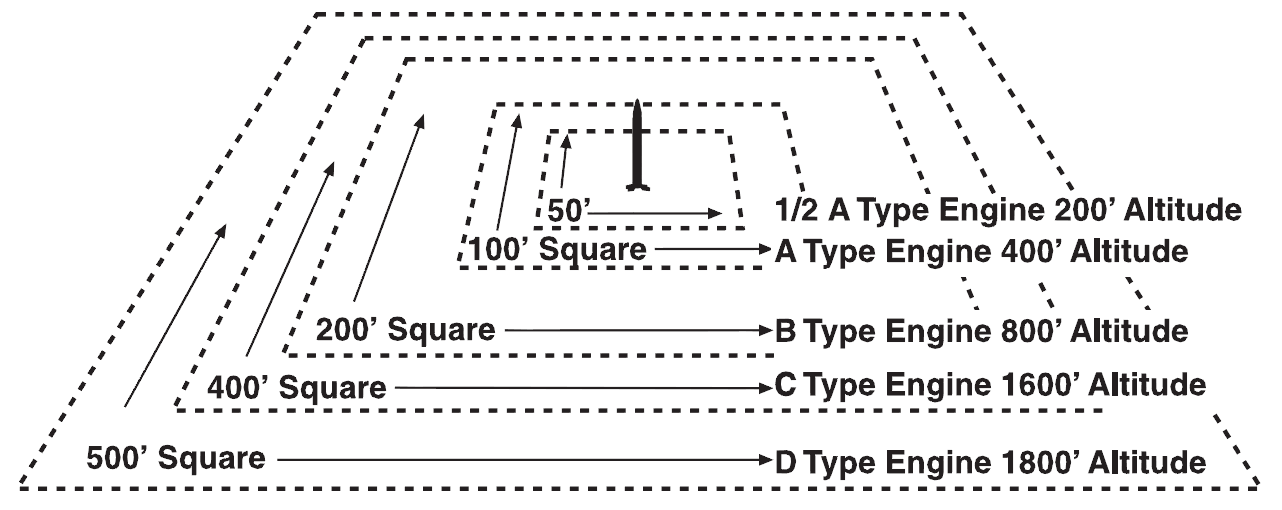 50’ 1/2 A Type Engine 200’ Altitude
100’ Square A Type Engine 400’ Altitude
200’ Square B Type Engine 800’ Altitude
400’ Square C Type Engine 1600’ Altitude
500’ Square D Type Engine 1800’ Altitude